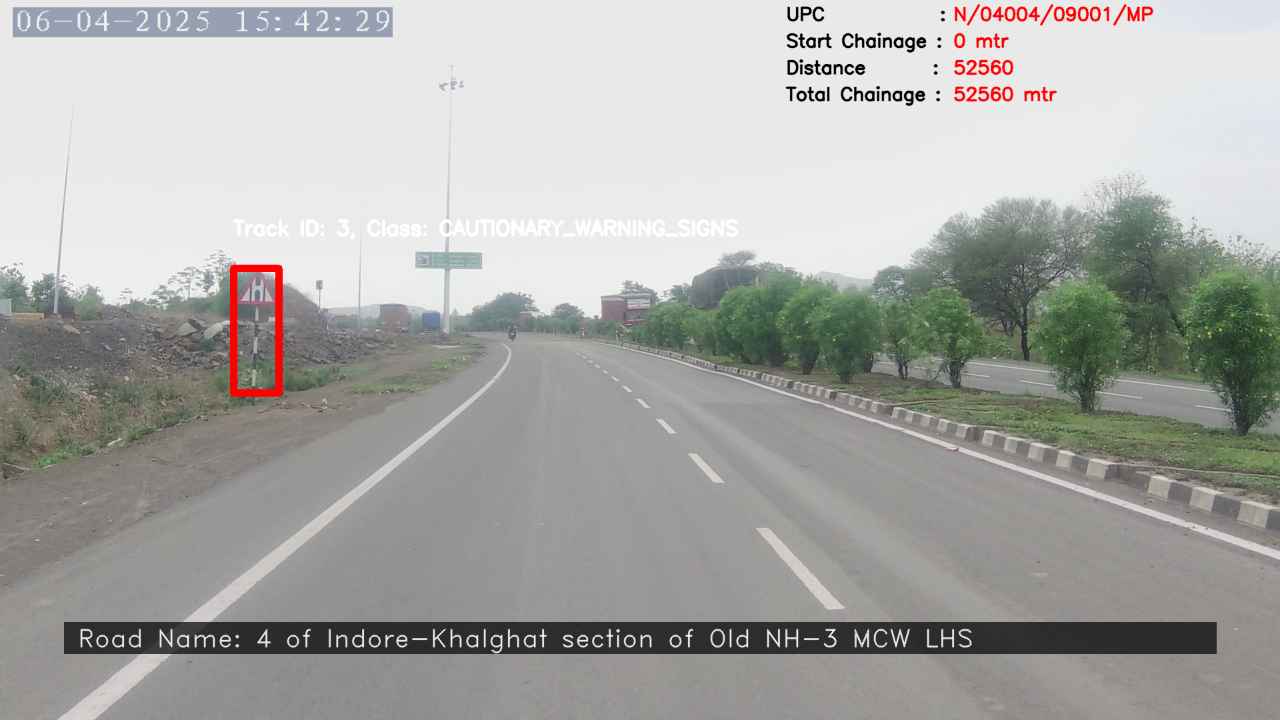 06-04-2025 15:42:29
UPC : N/04004/09001/MP
Start Chainage : 0 mtr
Distance : 52560
Total Chainage : 52560 mtr
Track ID: 3, Class: CAUTIONARY_WARNING_SIGNS
Road Name: 4 of Indore-Khalghat section of Old NH-3 MCW LHS